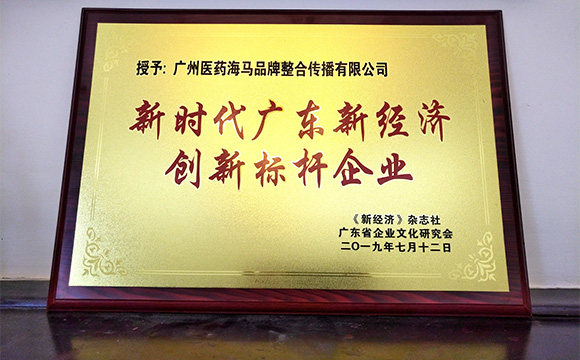 授予：广州医药海马品牌整合传播有限公司
新时代广东新经济
创新标杆企业
《新经济》杂志社
广东省企业文化研究会
二〇一九年七月十二日